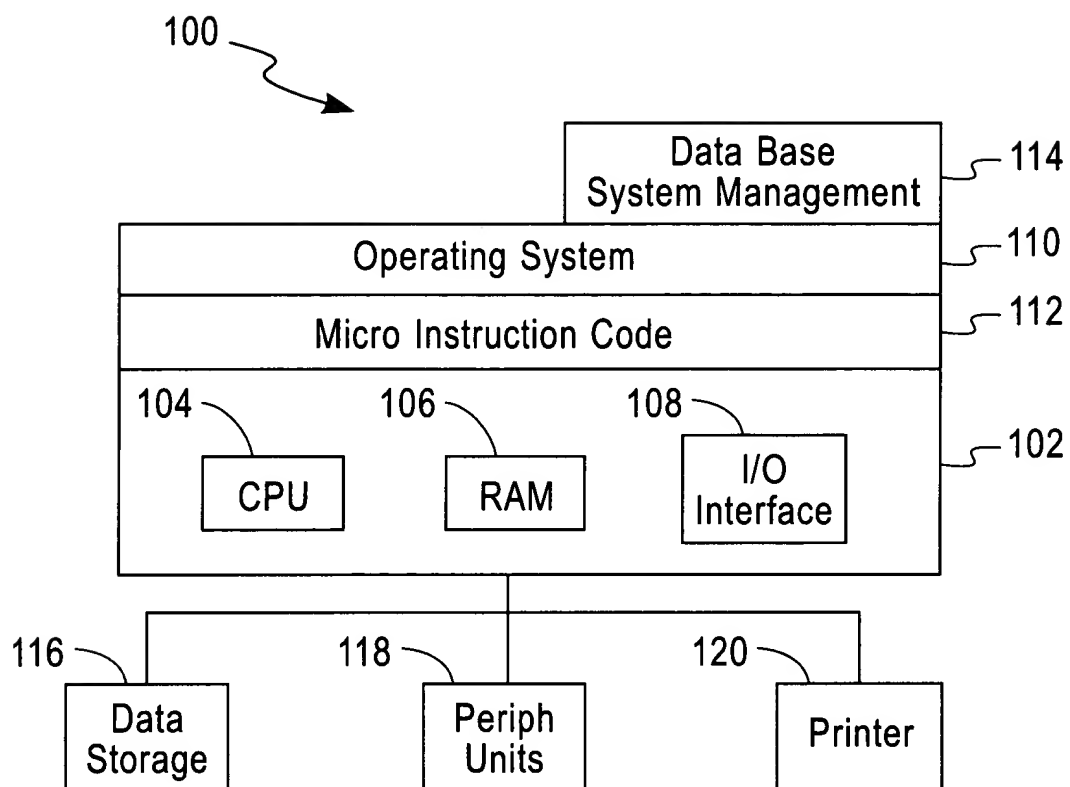 100
Data Base
System Management
114
Operating System
110
Micro Instruction Code
112
104
106
108
102
CPU
RAM
I/O
Interface
116
118
120
Data
Storage
Periph
Units
Printer